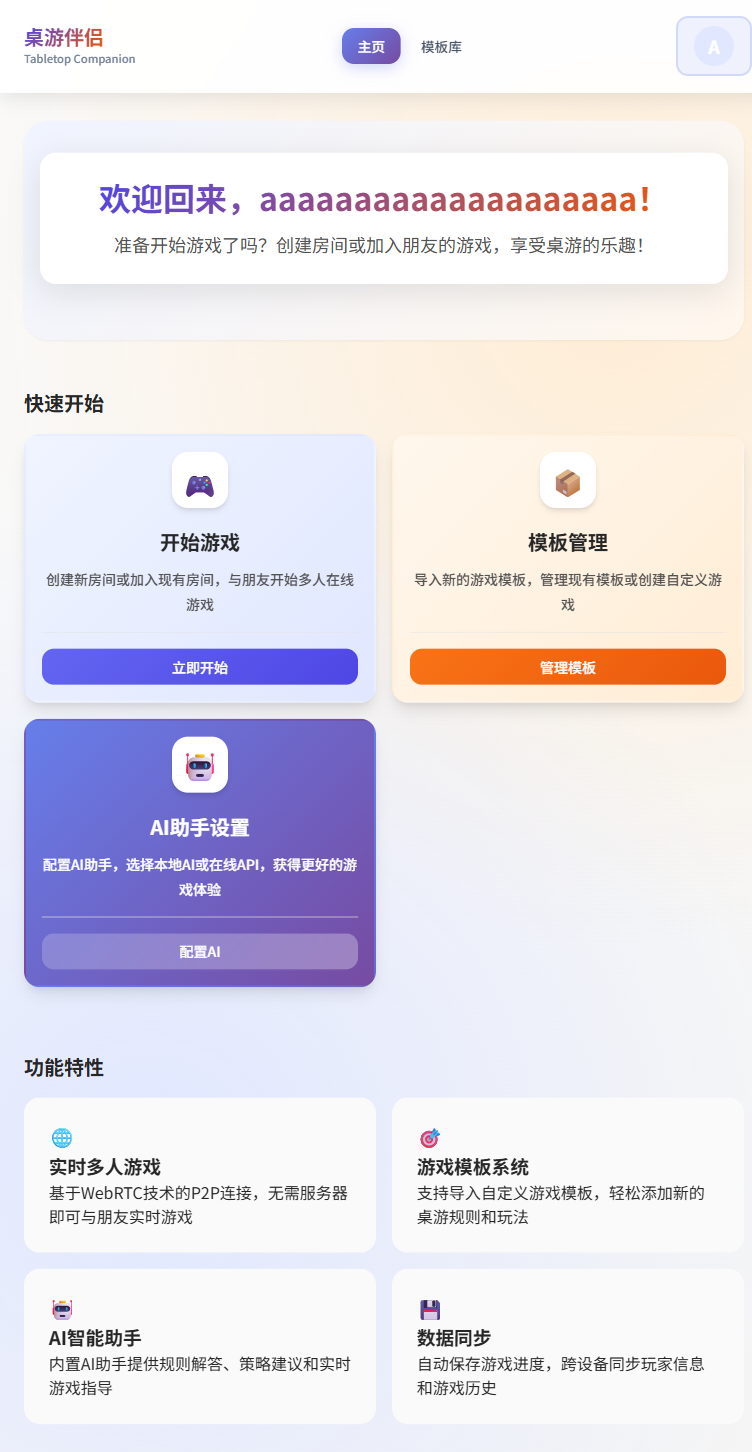 桌游伴侣
Tabletop Companion
主页
模板库
A
欢迎回来，aaaaaaaaaaaaaaaaaaaa！
准备开始游戏了吗？创建房间或加入朋友的游戏，享受桌游的乐趣！
快速开始
开始游戏
创建新房间或加入现有房间，与朋友开始多人在线
游戏
立即开始
模板管理
导入新的游戏模板，管理现有模板或创建自定义游
戏
管理模板
AI助手设置
配置AI助手，选择本地AI或在线API，获得更好的游
戏体验
配置AI
功能特性
实时多人游戏
基于WebRTC技术的P2P连接，无需服务器
即可与朋友实时游戏
游戏模板系统
支持导入自定义游戏模板，轻松添加新的
桌游规则和玩法
AI智能助手
内置AI助手提供规则解答、策略建议和实时
游戏指导
数据同步
自动保存游戏进度，跨设备同步玩家信息
和游戏历史